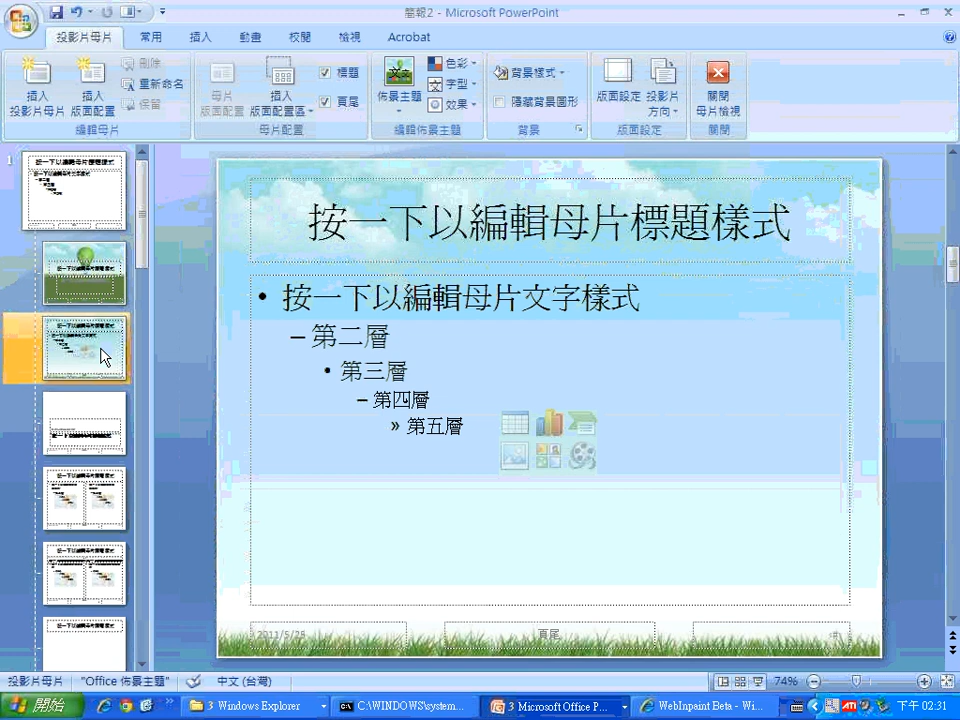 簡報2 - Microsoft PowerPoint
投影片母片 常用 插入 動畫 校閱 檢視 Acrobat
插入 投影片母片
插入 版面配置
刪除
重新命名
保留
編輯母片
母片 版面配置
插入 版面配置區
標題
頁尾
母片配置
佈景主題
色彩
字型
效果
編輯佈景主題
背景樣式
隱藏背景圖形
背景
版面設定
投影片 方向
版面設定
關閉 母片檢視
關閉
1
按一下以編輯母片標題樣式
• 按一下以編輯母片文字樣式
– 第二層
• 第三層
– 第四層
» 第五層
2011/5/25
頁尾
投影片母片 "Office 佈景主題" 中文 (台灣) 74%
開始 3 Windows Explorer C:\WINDOWS\system... 3 Microsoft Office P... WebInpaint Beta - Wi... 下午 02:31